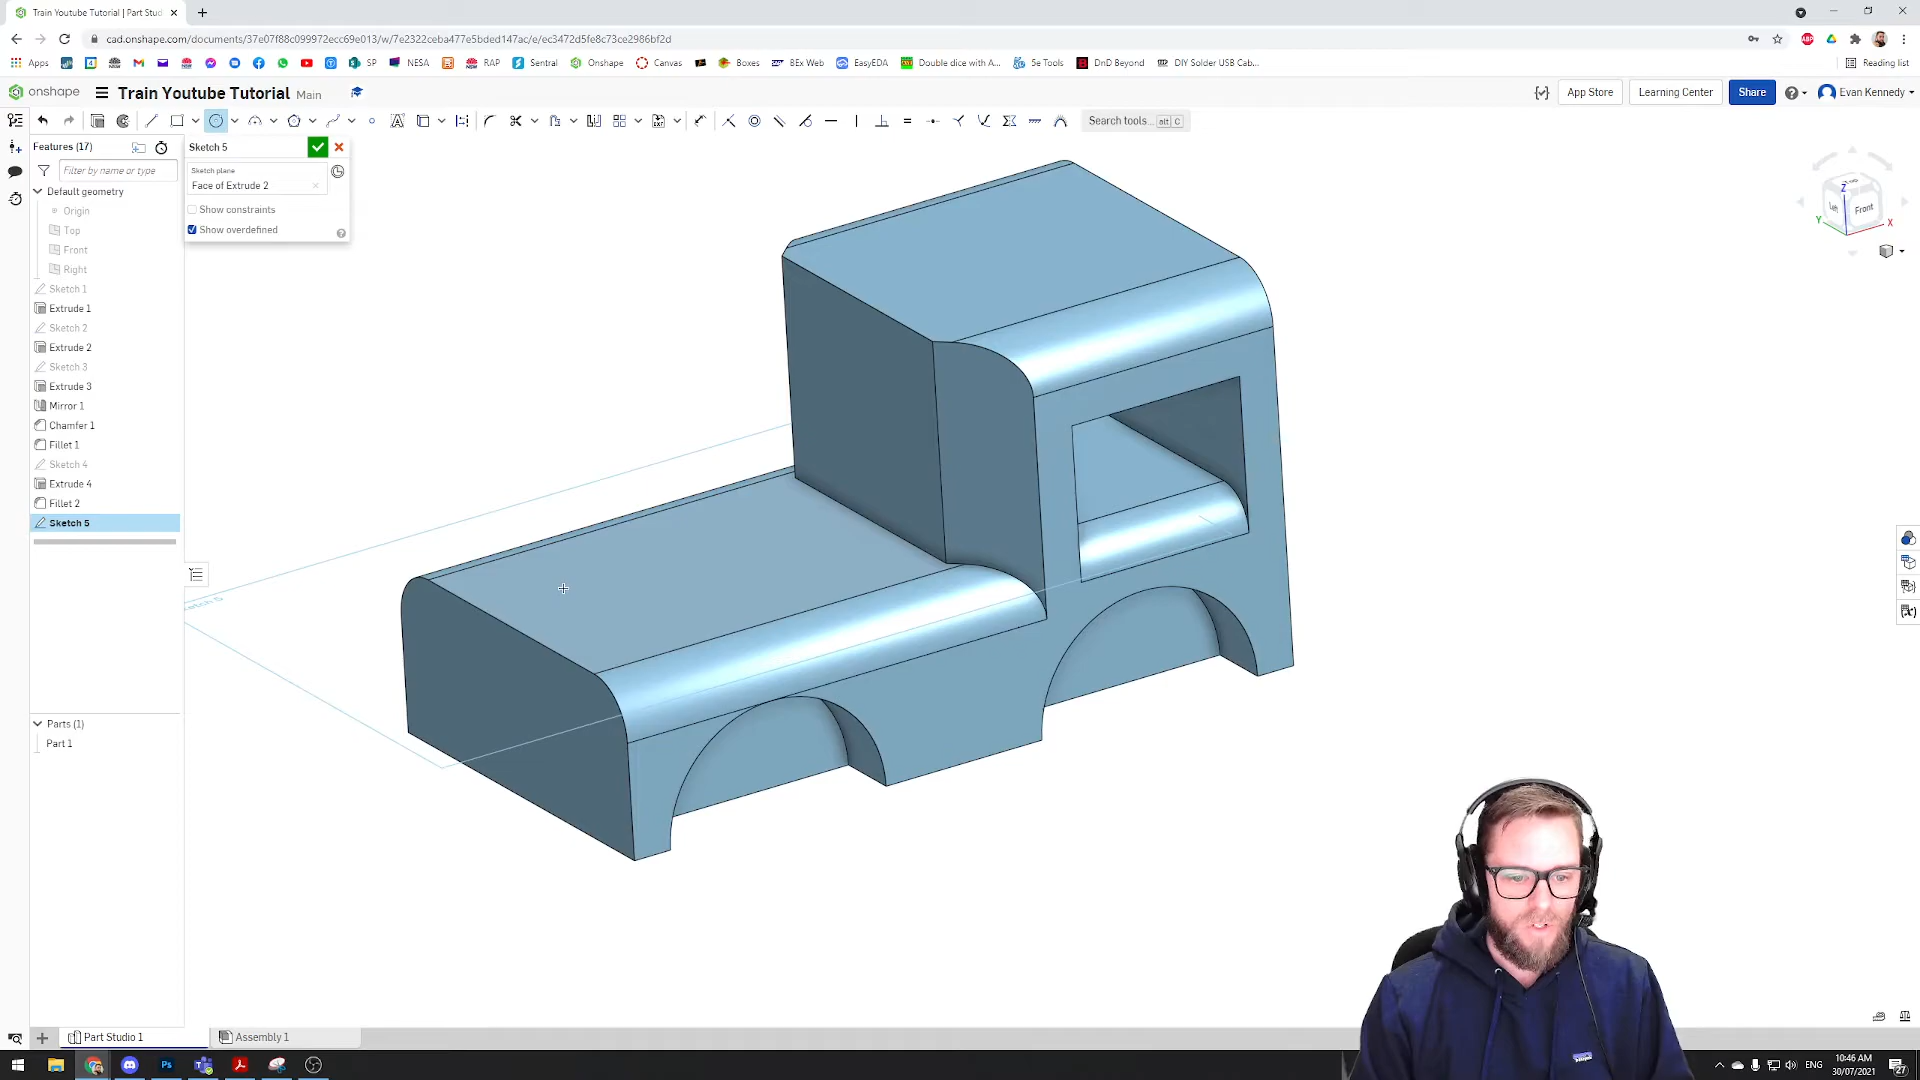 Train Youtube Tutorial | Part Stud
cad.onshape.com/documents/37e07f88c099972ecc69e013/w/7e2322ceba477e5bded147ac/e/ec3472d5fe8c73ce2986bf2d
Apps
SP
NESA
RAP
Sentral
Onshape
Canvas
Boxes
BEx Web
EasyEDA
Double dice with A...
5e Tools
DnD Beyond
DIY Solder USB Cab...
Reading list
onshape
Train Youtube Tutorial Main
App Store
Learning Center
Share
Evan Kennedy
Search tools... alt C
Features (17)
Filter by name or type
Default geometry
Origin
Top
Front
Right
Sketch 1
Extrude 1
Sketch 2
Extrude 2
Sketch 3
Extrude 3
Mirror 1
Chamfer 1
Fillet 1
Sketch 4
Extrude 4
Fillet 2
Sketch 5
Parts (1)
Part 1
Sketch 5
Sketch plane
Face of Extrude 2
Show constraints
Show overdefined
Z
Left
Front
Y
X
Part Studio 1
Assembly 1
ENG
10:46 AM
30/07/2021
27